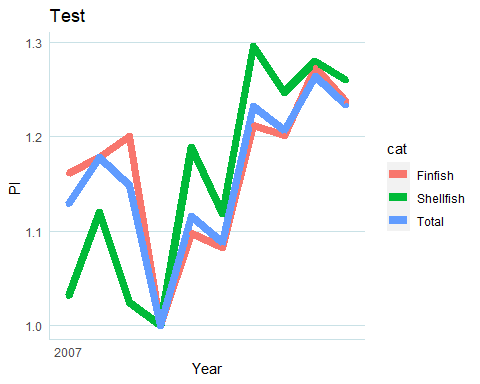 Test
1.3
1.2
1.1
1.0
PI
2007
Year
cat
Finfish
Shellfish
Total